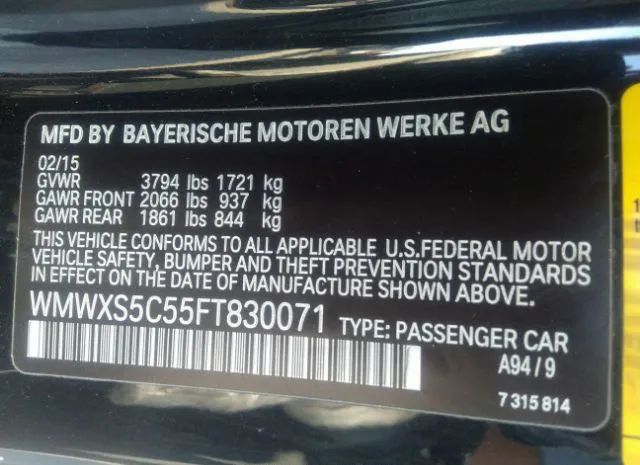 MFD BY BAYERISCHE MOTOREN WERKE AG
02/15
GVWR 3794 lbs 1721 kg
GAWR FRONT 2066 lbs 937 kg
GAWR REAR 1861 lbs 844 kg
THIS VEHICLE CONFORMS TO ALL APPLICABLE U.S.FEDERAL MOTOR
VEHICLE SAFETY, BUMPER AND THEFT PREVENTION STANDARDS
IN EFFECT ON THE DATE OF MANUFACTURE SHOWN ABOVE.
WMWXS5C55FT830071 TYPE: PASSENGER CAR
A94/9
7 315 814